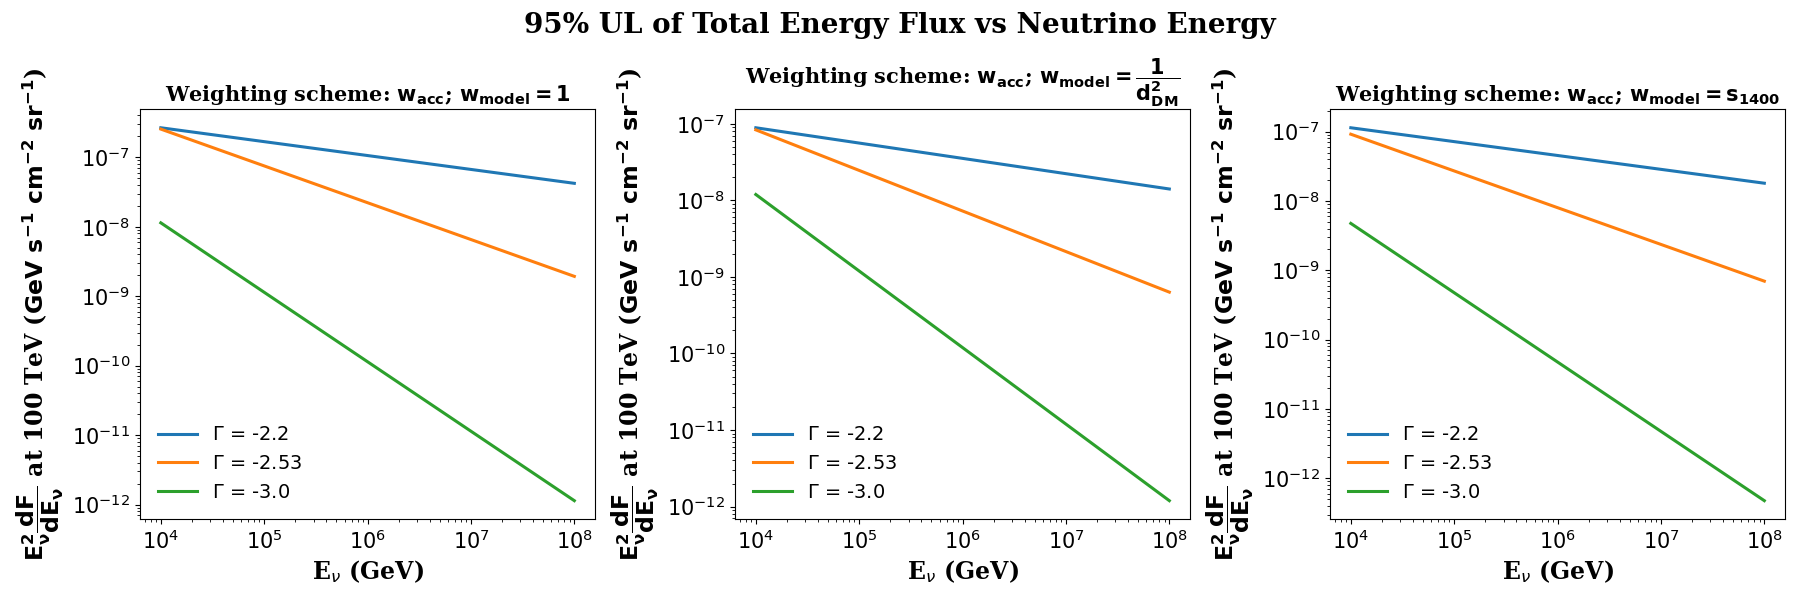 95% UL of Total Energy Flux vs Neutrino Energy
Weighting scheme: w_acc; w_model = 1
E_ν^2 dF/dE_ν at 100 TeV (GeV s^−1 cm^−2 sr^−1)
10^−7
10^−8
10^−9
10^−10
10^−11
10^−12
Γ = -2.2
Γ = -2.53
Γ = -3.0
10^4 10^5 10^6 10^7 10^8
E_ν (GeV)
Weighting scheme: w_acc; w_model = 1/d_DM^2
E_ν^2 dF/dE_ν at 100 TeV (GeV s^−1 cm^−2 sr^−1)
10^−7
10^−8
10^−9
10^−10
10^−11
10^−12
Γ = -2.2
Γ = -2.53
Γ = -3.0
10^4 10^5 10^6 10^7 10^8
E_ν (GeV)
Weighting scheme: w_acc; w_model = s_1400
E_ν^2 dF/dE_ν at 100 TeV (GeV s^−1 cm^−2 sr^−1)
10^−7
10^−8
10^−9
10^−10
10^−11
10^−12
Γ = -2.2
Γ = -2.53
Γ = -3.0
10^4 10^5 10^6 10^7 10^8
E_ν (GeV)